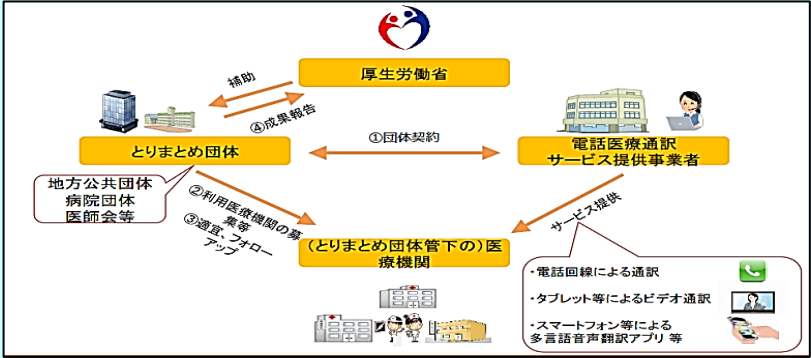 厚生労働省
補助
④成果報告
とりまとめ団体
①団体契約
電話医療通訳
サービス提供事業者
地方公共団体
病院団体
医師会等
②利用医療機関の募
集等
③適宜、フォロー
アップ
サービス提供
(とりまとめ団体管下の)医
療機関
・電話回線による通訳
・タブレット等によるビデオ通訳
・スマートフォン等による
多言語音声翻訳アプリ 等